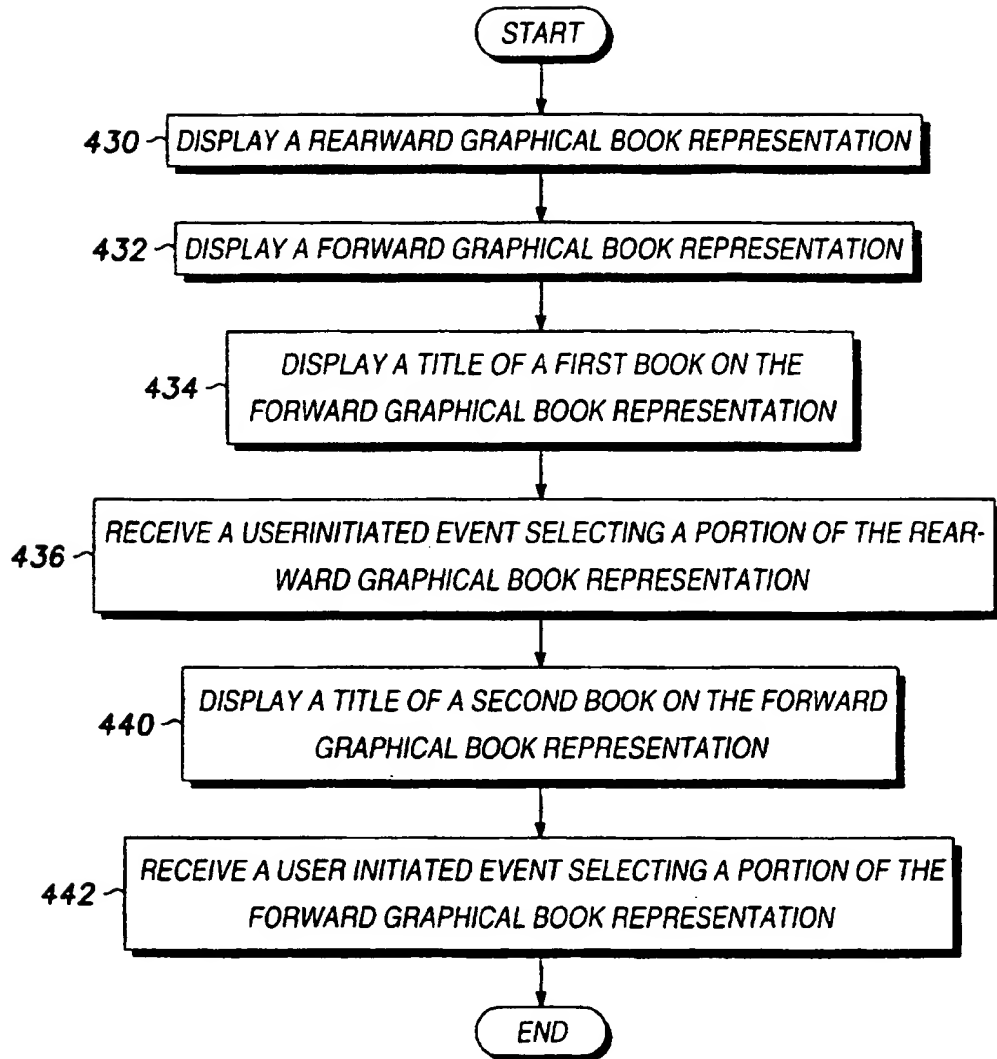 START
430 DISPLAY A REARWARD GRAPHICAL BOOK REPRESENTATION
432 DISPLAY A FORWARD GRAPHICAL BOOK REPRESENTATION
DISPLAY A TITLE OF A FIRST BOOK ON THE
434 FORWARD GRAPHICAL BOOK REPRESENTATION
RECEIVE A USERINITIATED EVENT SELECTING A PORTION OF THE REAR-
436 WARD GRAPHICAL BOOK REPRESENTATION
DISPLAY A TITLE OF A SECOND BOOK ON THE FORWARD
440 GRAPHICAL BOOK REPRESENTATION
RECEIVE A USER INITIATED EVENT SELECTING A PORTION OF THE
442 FORWARD GRAPHICAL BOOK REPRESENTATION
END